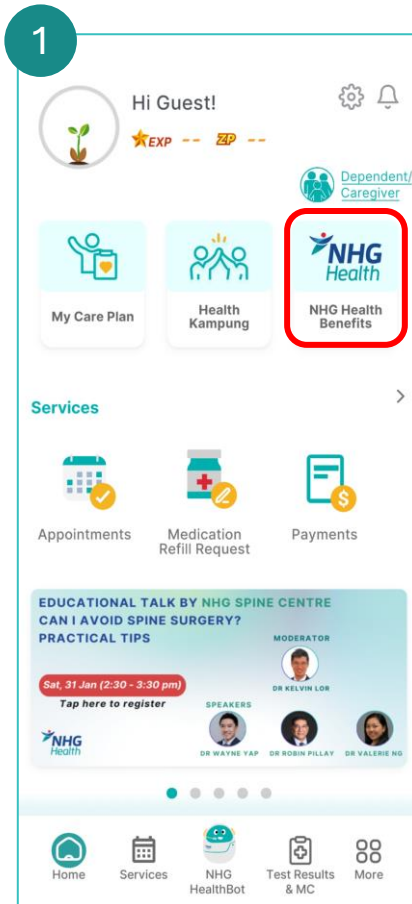 1
Hi Guest!
EXP -- ZP --
Dependent/
Caregiver
NHG
Health
My Care Plan
Health
Kampung
NHG Health
Benefits
Services
Appointments
Medication
Refill Request
Payments
$
EDUCATIONAL TALK BY NHG SPINE CENTRE
CAN I AVOID SPINE SURGERY?
PRACTICAL TIPS
MODERATOR
DR KELVIN LOR
Sat, 31 Jan (2:30 - 3:30 pm)
Tap here to register
SPEAKERS
NHG
Health
DR WAYNE YAP
DR ROBIN PILLAY
DR VALERIE NG
Home
Services
NHG
HealthBot
Test Results
& MC
More